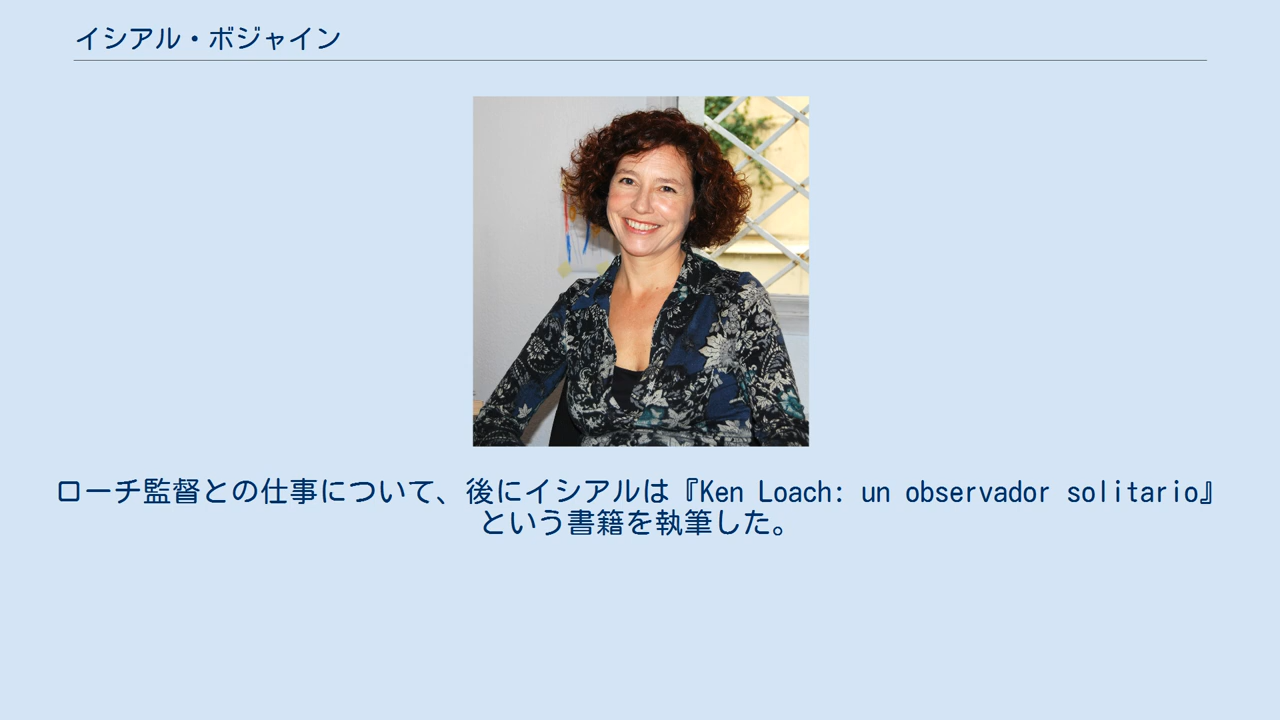 イシアル・ボジャイン
ローチ監督との仕事について、後にイシアルは『Ken Loach: un observador solitario』
という書籍を執筆した。